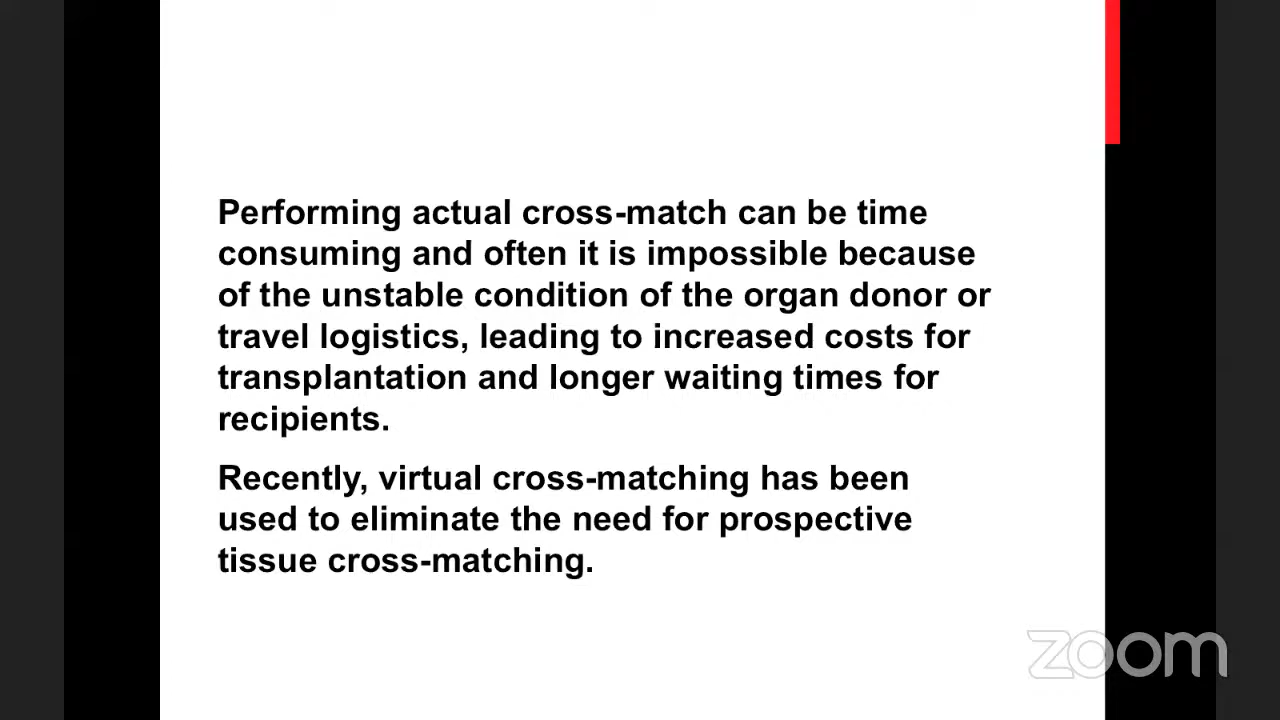 Performing actual cross-match can be time
consuming and often it is impossible because
of the unstable condition of the organ donor or
travel logistics, leading to increased costs for
transplantation and longer waiting times for
recipients.
Recently, virtual cross-matching has been
used to eliminate the need for prospective
tissue cross-matching.
zoom